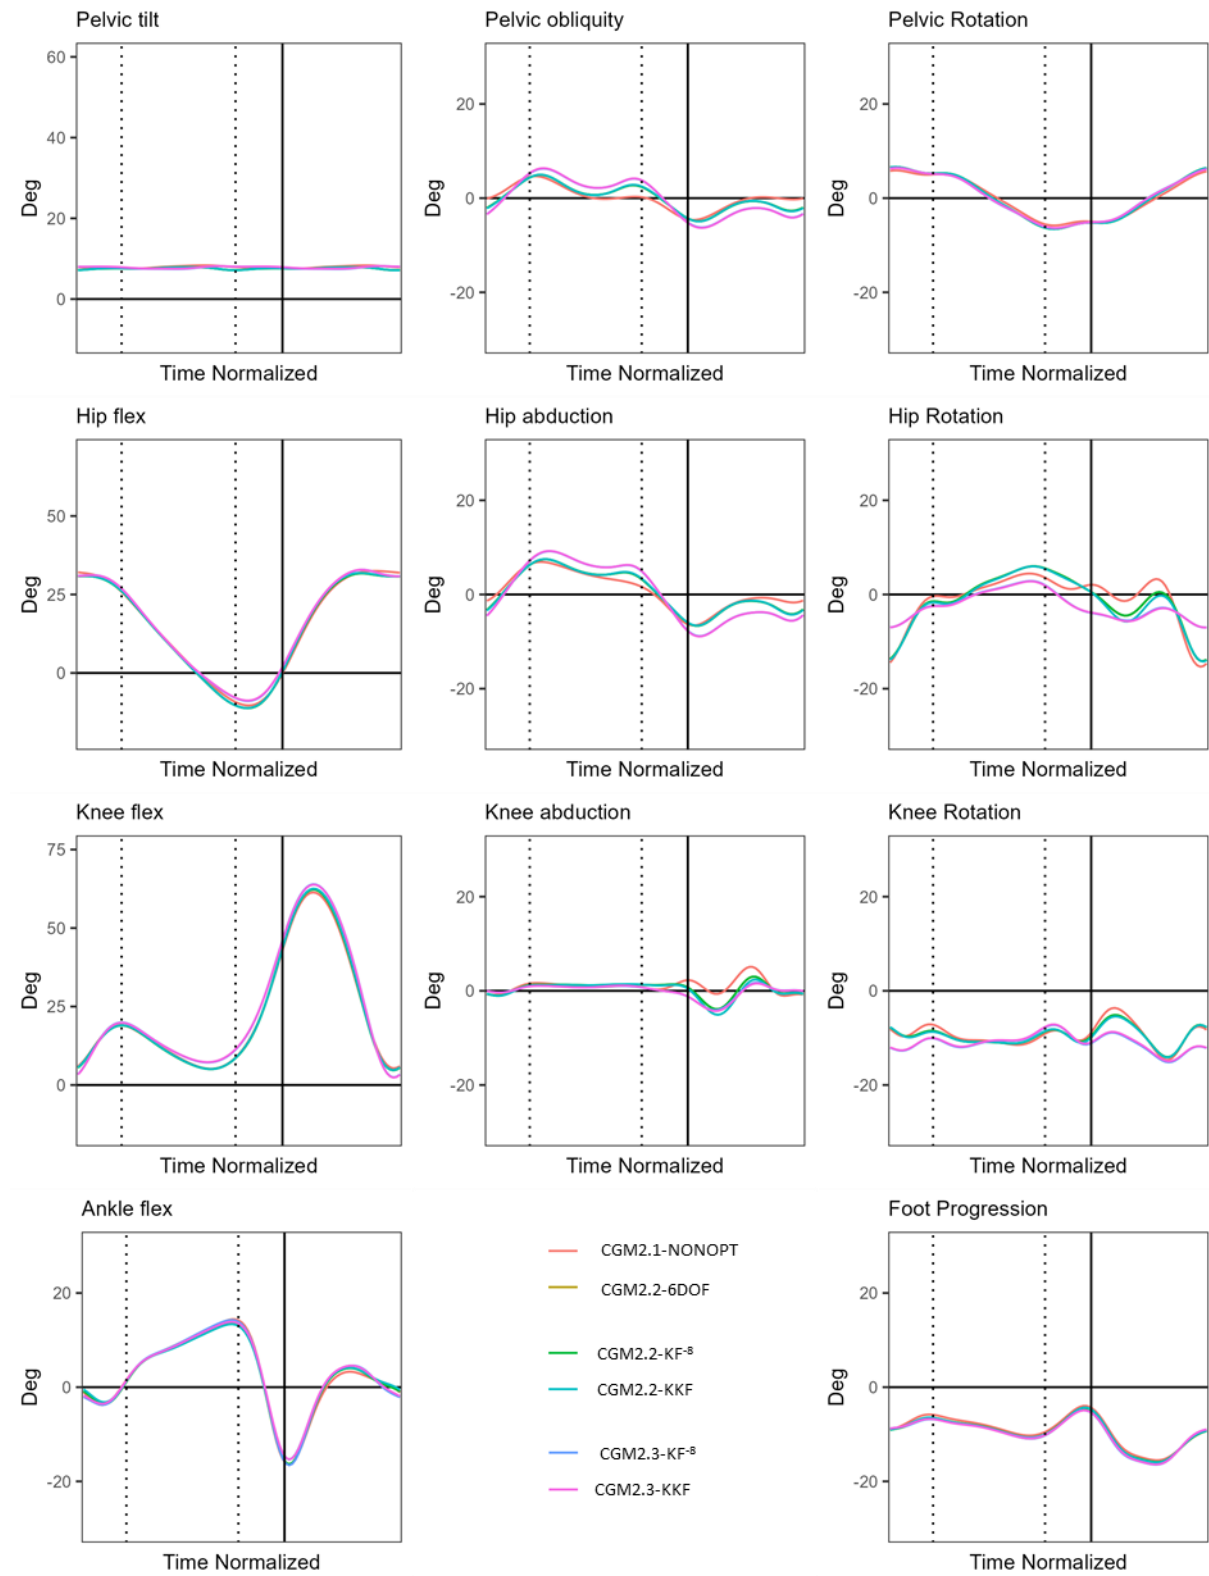 Pelvic tilt
Pelvic obliquity
Pelvic Rotation
60
40
20
0
Deg
Time Normalized
20
0
-20
Deg
Time Normalized
20
0
-20
Deg
Time Normalized
Hip flex
Hip abduction
Hip Rotation
50
25
0
Deg
Time Normalized
20
0
-20
Deg
Time Normalized
20
0
-20
Deg
Time Normalized
Knee flex
Knee abduction
Knee Rotation
75
50
25
0
Deg
Time Normalized
20
0
-20
Deg
Time Normalized
20
0
-20
Deg
Time Normalized
Ankle flex
Foot Progression
20
0
-20
Deg
Time Normalized
CGM2.1-NONOPT
CGM2.2-6DOF
CGM2.2-KF⁻⁸
CGM2.2-KKF
CGM2.3-KF⁻⁸
CGM2.3-KKF
20
0
-20
Deg
Time Normalized